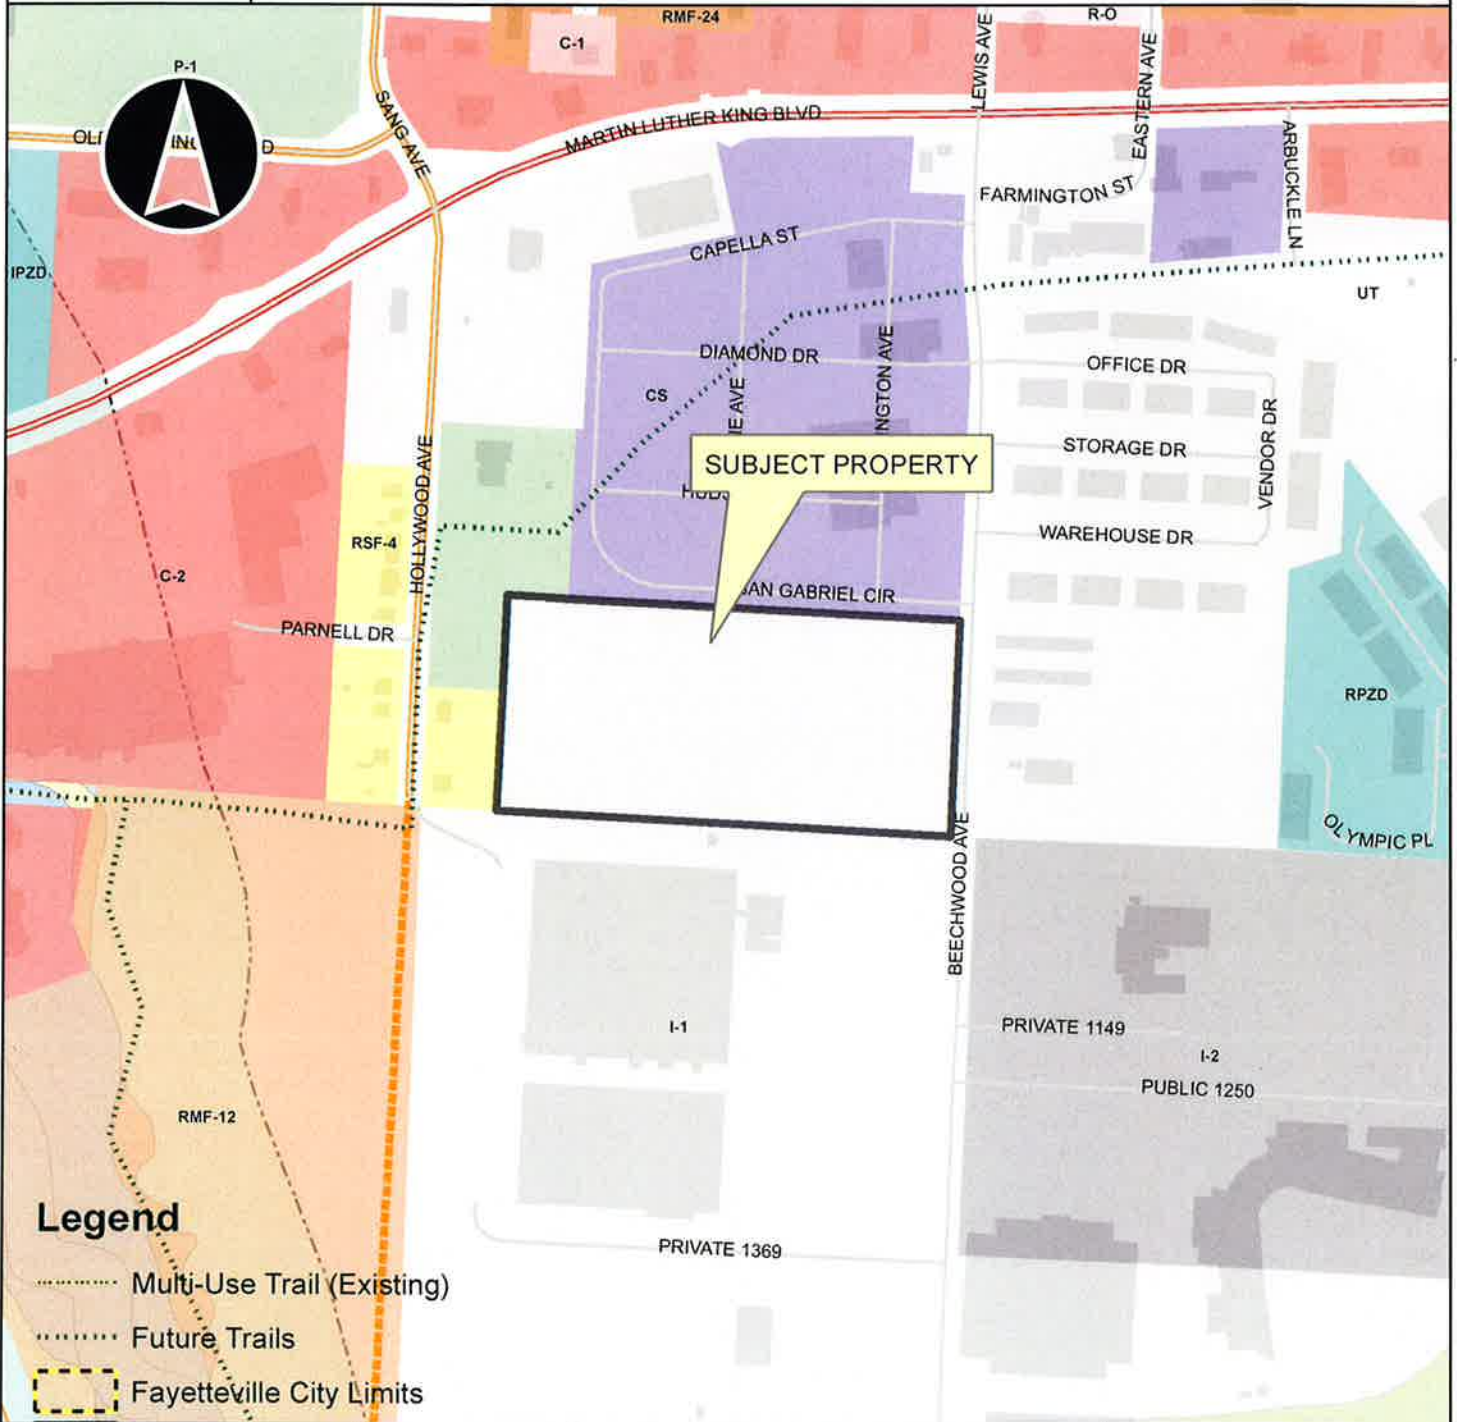 RMF-24
R-O
C-1
P-1
LEWIS AVE
EASTERN AVE
SANG AVE
MARTIN LUTHER KING BLVD
ARBUCKLE LN
FARMINGTON ST
CAPELLA ST
IPZD
UT
DIAMOND DR
OFFICE DR
CS
STORAGE DR
VENDOR DR
SUBJECT PROPERTY
HOLLYWOOD AVE
RSF-4
WAREHOUSE DR
C-2
SAN GABRIEL CIR
PARNELL DR
RPZD
OLYMPIC PL
BEECHWOOD AVE
I-1
PRIVATE 1149
I-2
PUBLIC 1250
RMF-12
PRIVATE 1369
Legend
Multi-Use Trail (Existing)
Future Trails
Fayetteville City Limits